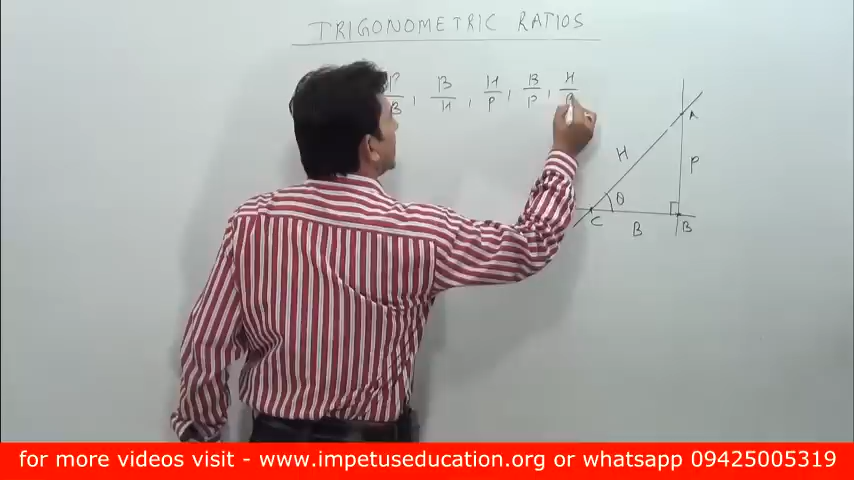 TRIGONOMETRIC RATIOS
P/B, B/H, H/P, B/P, H/
A
H
P
θ
C
B
B
for more videos visit - www.impetuseducation.org or whatsapp 09425005319